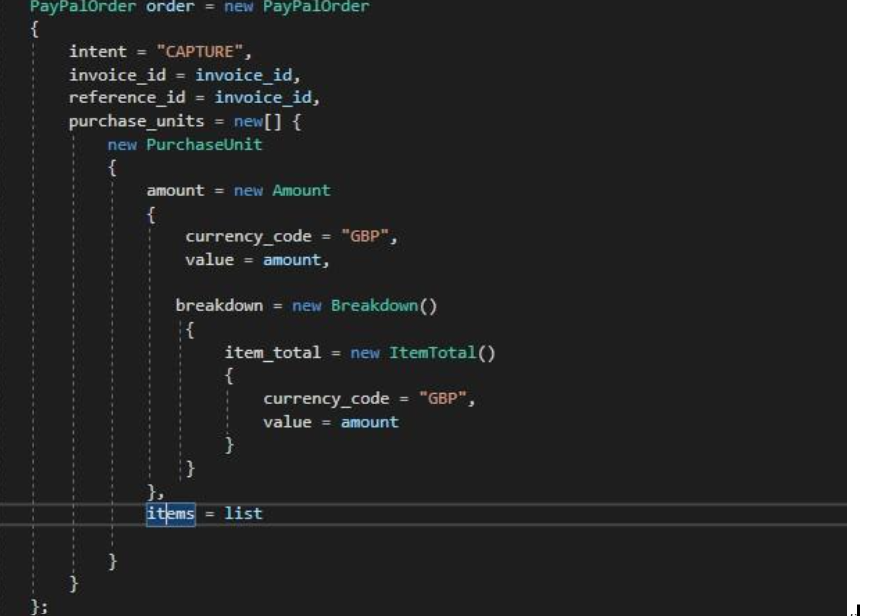 PayPalOrder order = new PayPalOrder
{
intent = "CAPTURE",
invoice_id = invoice_id,
reference_id = invoice_id,
purchase_units = new[] {
new PurchaseUnit
{
amount = new Amount
{
currency_code = "GBP",
value = amount,
breakdown = new Breakdown()
{
item_total = new ItemTotal()
{
currency_code = "GBP",
value = amount
}
}
},
items = list
}
}
};